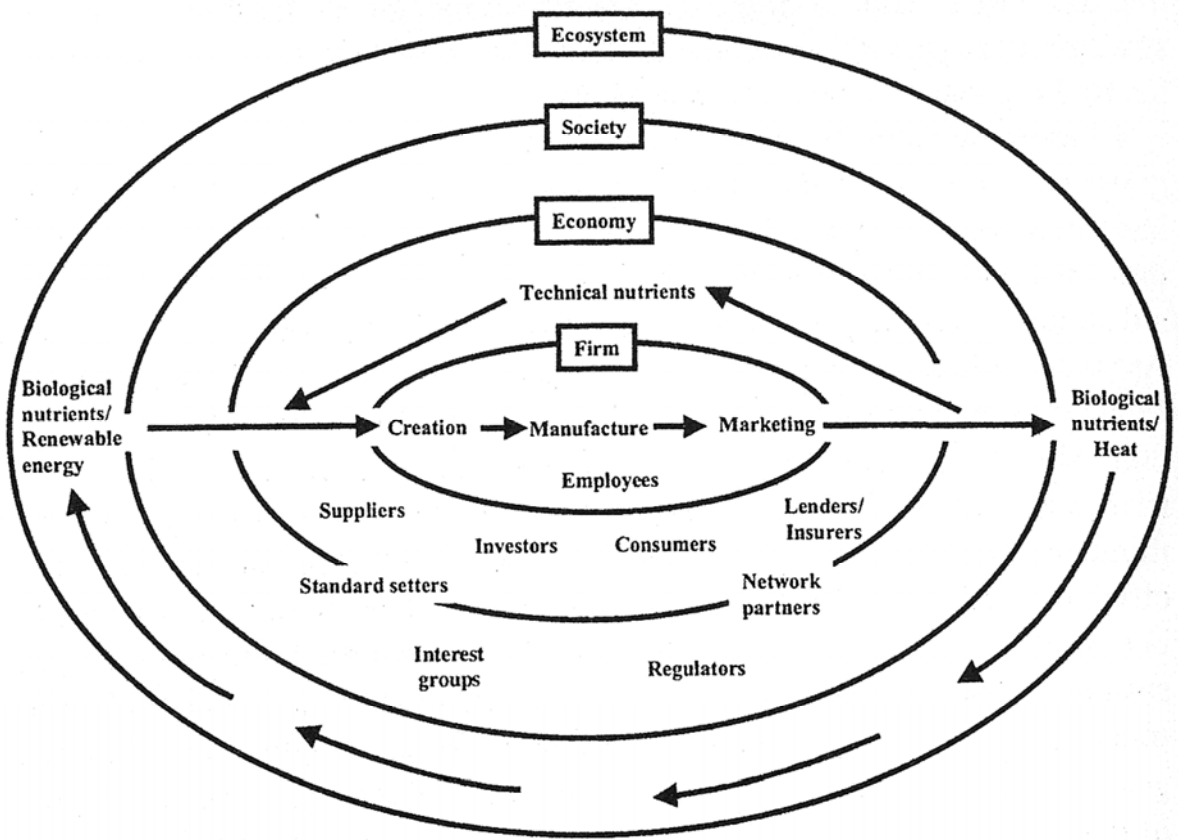 Ecosystem
Society
Economy
Technical nutrients
Firm
Biological
nutrients/
Renewable
energy
Creation
Manufacture
Marketing
Biological
nutrients/
Heat
Employees
Suppliers
Lenders/
Insurers
Investors
Consumers
Standard setters
Network
partners
Interest
groups
Regulators